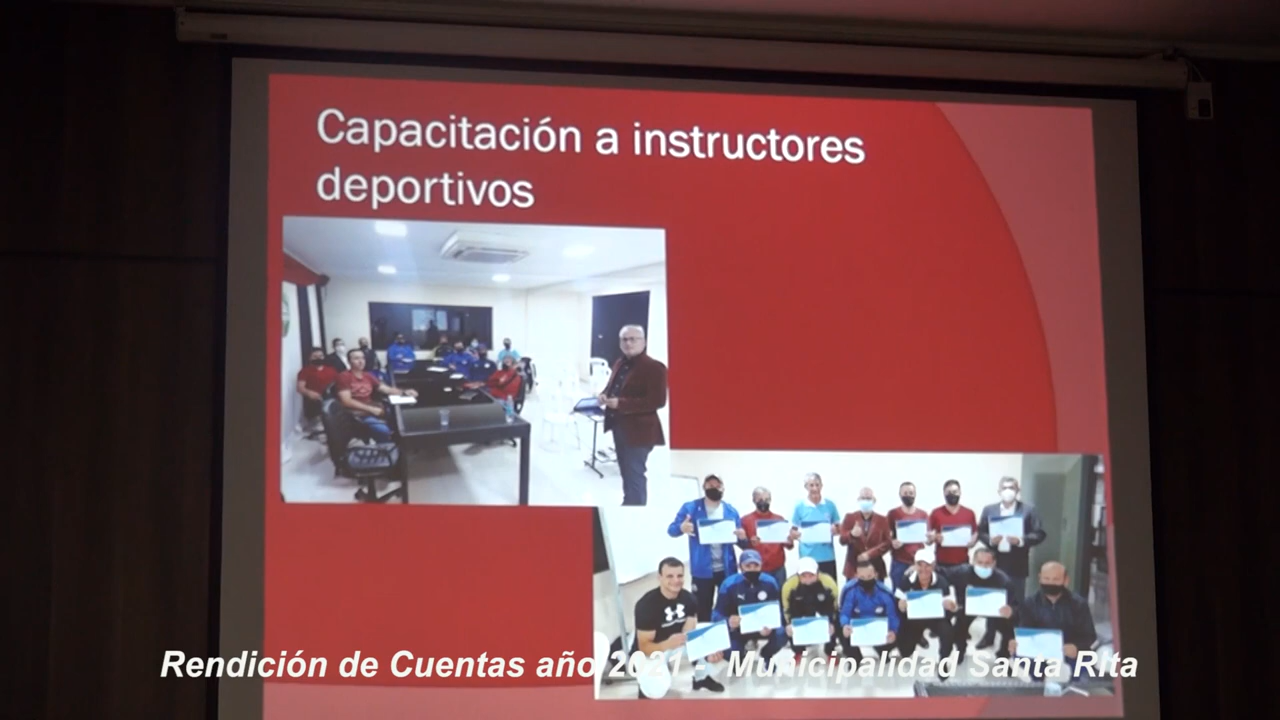 Capacitación a instructores
deportivos
Rendición de Cuentas año 2021 - Municipalidad Santa Rita